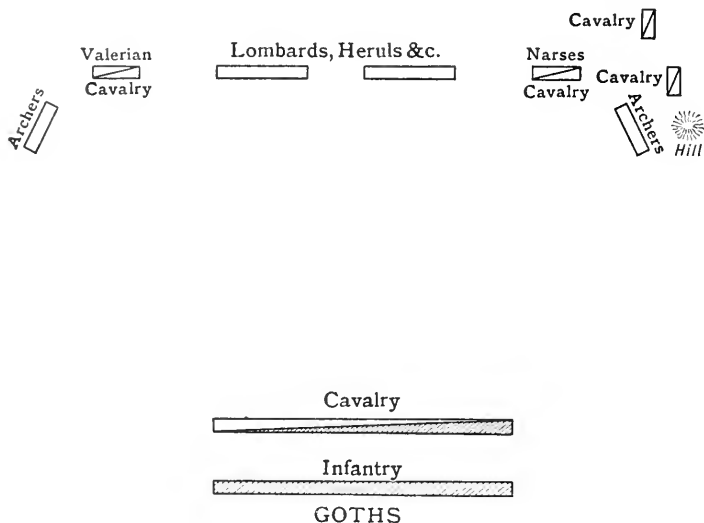 Cavalry
Valerian
Lombards, Heruls &c.
Narses
Cavalry
Cavalry
Cavalry
Archers
Archers
Hill
Cavalry
Infantry
GOTHS